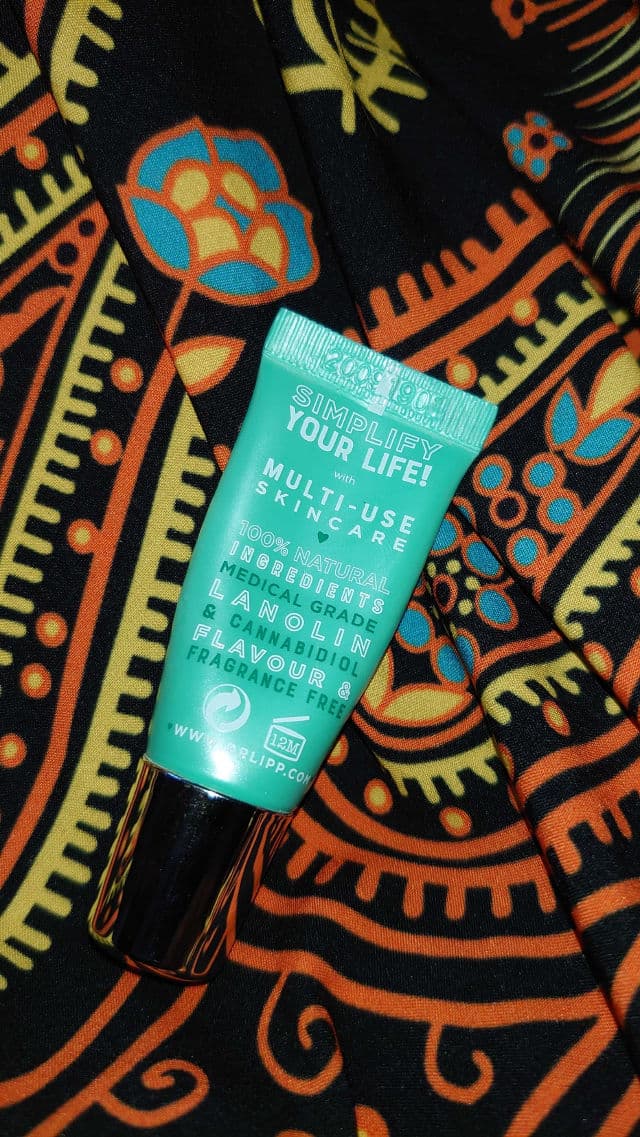 SIMPLIFY
YOUR LIFE!
with
MULTI-USE
SKINCARE
100% NATURAL
INGREDIENTS
MEDICAL GRADE
LANOLIN
& CANNABIDIOL
FLAVOUR &
FRAGRANCE FREE
12M